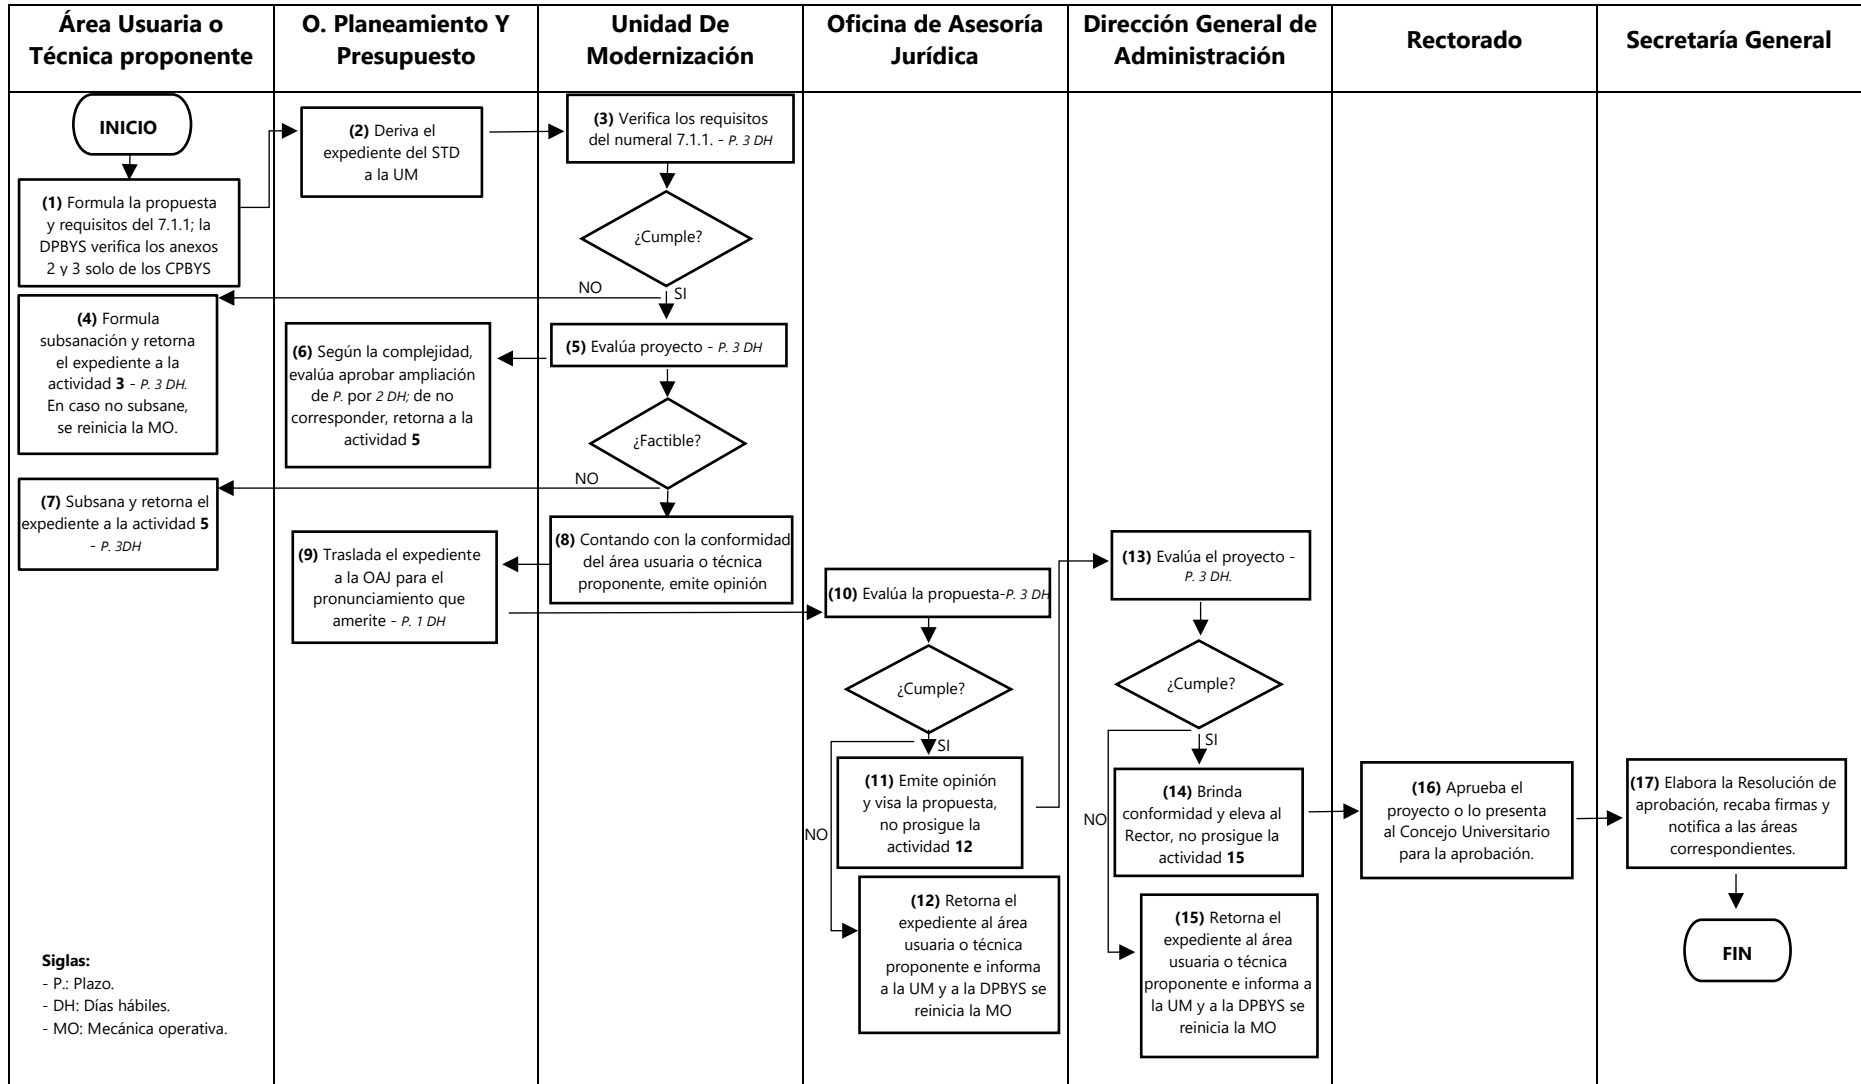 Área Usuaria o
Técnica proponente
O. Planeamiento Y
Presupuesto
Unidad De
Modernización
Oficina de Asesoría
Jurídica
Dirección General de
Administración
Rectorado
Secretaría General
INICIO
(1) Formula la propuesta
y requisitos del 7.1.1; la
DPBYS verifica los anexos
2 y 3 solo de los CPBYS
(2) Deriva el
expediente del STD
a la UM
(3) Verifica los requisitos
del numeral 7.1.1. - P. 3 DH
¿Cumple?
NO
SI
(4) Formula
subsanación y retorna
el expediente a la
actividad 3 - P. 3 DH.
En caso no subsane,
se reinicia la MO.
(5) Evalúa proyecto - P. 3 DH
(6) Según la complejidad,
evalúa aprobar ampliación
de P. por 2 DH; de no
corresponder, retorna a la
actividad 5
¿Factible?
NO
(7) Subsana y retorna el
expediente a la actividad 5
- P. 3DH
(8) Contando con la conformidad
del área usuaria o técnica
proponente, emite opinión
(9) Traslada el expediente
a la OAJ para el
pronunciamiento que
amerite - P. 1 DH
(10) Evalúa la propuesta-P. 3 DH
¿Cumple?
SI
NO
(11) Emite opinión
y visa la propuesta,
no prosigue la
actividad 12
(12) Retorna el
expediente al área
usuaria o técnica
proponente e informa
a la UM y a la DPBYS se
reinicia la MO
(13) Evalúa el proyecto -
P. 3 DH.
¿Cumple?
SI
NO
(14) Brinda
conformidad y eleva al
Rector, no prosigue la
actividad 15
(15) Retorna el
expediente al área
usuaria o técnica
proponente e informa a
la UM y a la DPBYS se
reinicia la MO
(16) Aprueba el
proyecto o lo presenta
al Concejo Universitario
para la aprobación.
(17) Elabora la Resolución de
aprobación, recaba firmas y
notifica a las áreas
correspondientes.
FIN
Siglas:
- P.: Plazo.
- DH: Días hábiles.
- MO: Mecánica operativa.